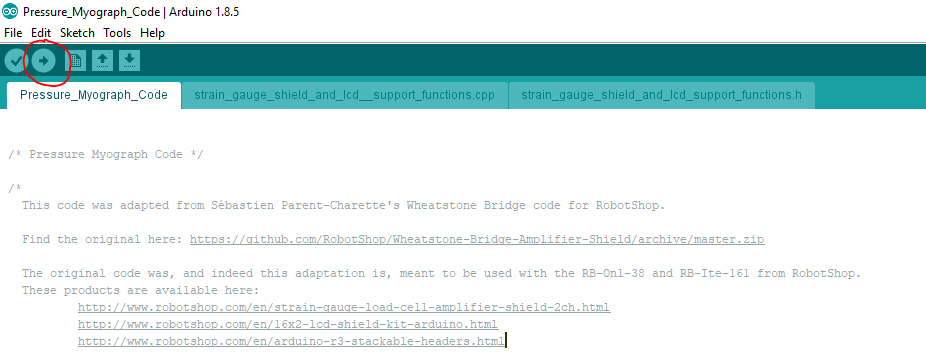 Pressure_Myograph_Code | Arduino 1.8.5
File Edit Sketch Tools Help
Pressure_Myograph_Code strain_gauge_shield_and_lcd__support_functions.cpp strain_gauge_shield_and_lcd_support_functions.h
/* Pressure Myograph Code */
/*
This code was adapted from Sébastien Parent-Charette's Wheatstone Bridge code for RobotShop.
Find the original here: https://github.com/RobotShop/Wheatstone-Bridge-Amplifier-Shield/archive/master.zip
The original code was, and indeed this adaptation is, meant to be used with the RB-Onl-38 and RB-Ite-161 from RobotShop.
These products are available here:
http://www.robotshop.com/en/strain-gauge-load-cell-amplifier-shield-2ch.html
http://www.robotshop.com/en/16x2-lcd-shield-kit-arduino.html
http://www.robotshop.com/en/arduino-r3-stackable-headers.html